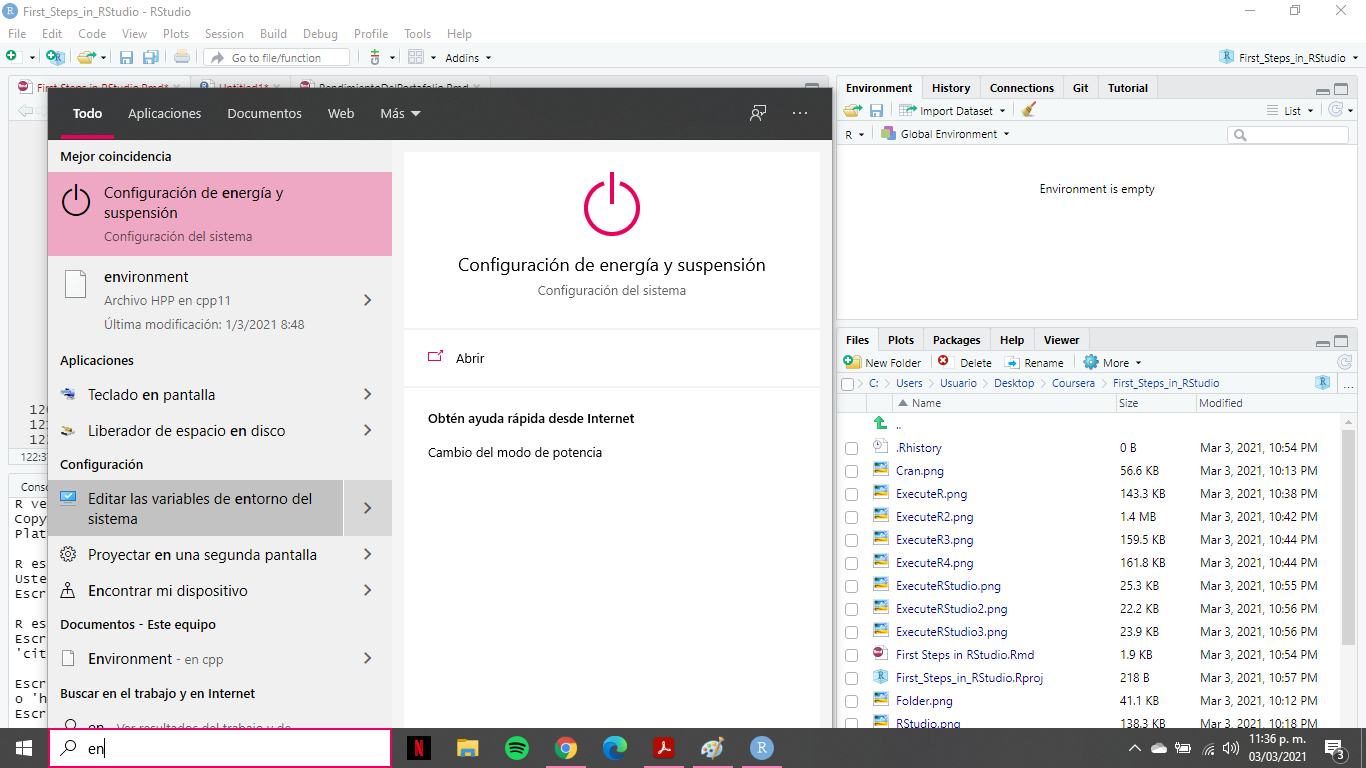 First_Steps_in_RStudio - RStudio
File Edit Code View Plots Session Build Debug Profile Tools Help
Go to file/function
Addins
First_Steps_in_RStudio
First Steps in RStudio.Rmd*
Untitled1*
RendimientoDelPortafolio.Rmd
Todo Aplicaciones Documentos Web Más
Mejor coincidencia
Configuración de energía y
suspensión
Configuración del sistema
environment
Archivo HPP en cpp11
Última modificación: 1/3/2021 8:48
Aplicaciones
Teclado en pantalla
Liberador de espacio en disco
Configuración
Editar las variables de entorno del
sistema
Proyectar en una segunda pantalla
Encontrar mi dispositivo
Documentos - Este equipo
Environment - en cpp
Buscar en el trabajo y en Internet
en - Ver resultados del trabajo y de
en
Configuración de energía y suspensión
Configuración del sistema
Abrir
Obtén ayuda rápida desde Internet
Cambio del modo de potencia
122:3
Conso
R ve
Copy
Plat
R es
Uste
Escr
R es
Escr
'cit
Escr
o 'h
Escr
Environment History Connections Git Tutorial
Import Dataset
List
R
Global Environment
Environment is empty
Files Plots Packages Help Viewer
New Folder Delete Rename More
C: Users Usuario Desktop Coursera First_Steps_in_RStudio
Name Size Modified
..
.Rhistory 0 B Mar 3, 2021, 10:54 PM
Cran.png 56.6 KB Mar 3, 2021, 10:13 PM
ExecuteR.png 143.3 KB Mar 3, 2021, 10:38 PM
ExecuteR2.png 1.4 MB Mar 3, 2021, 10:42 PM
ExecuteR3.png 159.5 KB Mar 3, 2021, 10:44 PM
ExecuteR4.png 161.8 KB Mar 3, 2021, 10:44 PM
ExecuteRStudio.png 25.3 KB Mar 3, 2021, 10:55 PM
ExecuteRStudio2.png 22.2 KB Mar 3, 2021, 10:56 PM
ExecuteRStudio3.png 23.9 KB Mar 3, 2021, 10:56 PM
First Steps in RStudio.Rmd 1.9 KB Mar 3, 2021, 10:54 PM
First_Steps_in_RStudio.Rproj 218 B Mar 3, 2021, 10:57 PM
Folder.png 41.1 KB Mar 3, 2021, 10:12 PM
RStudio.png 138.3 KB Mar 3, 2021, 10:18 PM
11:36 p. m.
03/03/2021
3